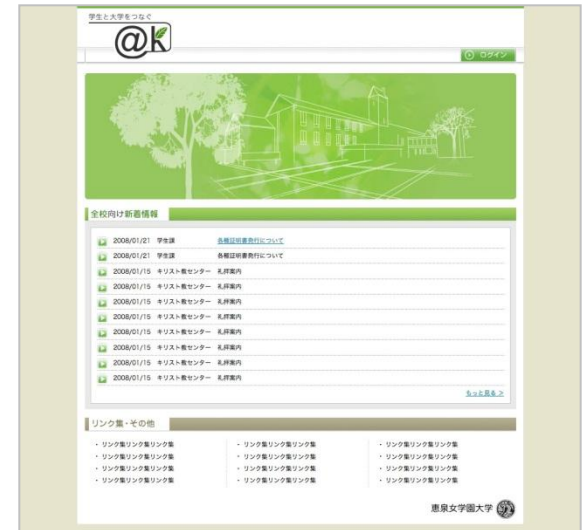 学生と大学をつなぐ
@k
ログイン
全校向け新着情報
2008/01/21 学生課 各種証明書発行について
2008/01/21 学生課 各種証明書発行について
2008/01/15 キリスト教センター 礼拝案内
2008/01/15 キリスト教センター 礼拝案内
2008/01/15 キリスト教センター 礼拝案内
2008/01/15 キリスト教センター 礼拝案内
2008/01/15 キリスト教センター 礼拝案内
2008/01/15 キリスト教センター 礼拝案内
2008/01/15 キリスト教センター 礼拝案内
2008/01/15 キリスト教センター 礼拝案内
もっと見る >
リンク集・その他
・ リンク集リンク集リンク集 ・ リンク集リンク集リンク集 ・ リンク集リンク集リンク集
・ リンク集リンク集リンク集 ・ リンク集リンク集リンク集 ・ リンク集リンク集リンク集
・ リンク集リンク集リンク集 ・ リンク集リンク集リンク集 ・ リンク集リンク集リンク集
・ リンク集リンク集リンク集 ・ リンク集リンク集リンク集 ・ リンク集リンク集リンク集
恵泉女学園大学